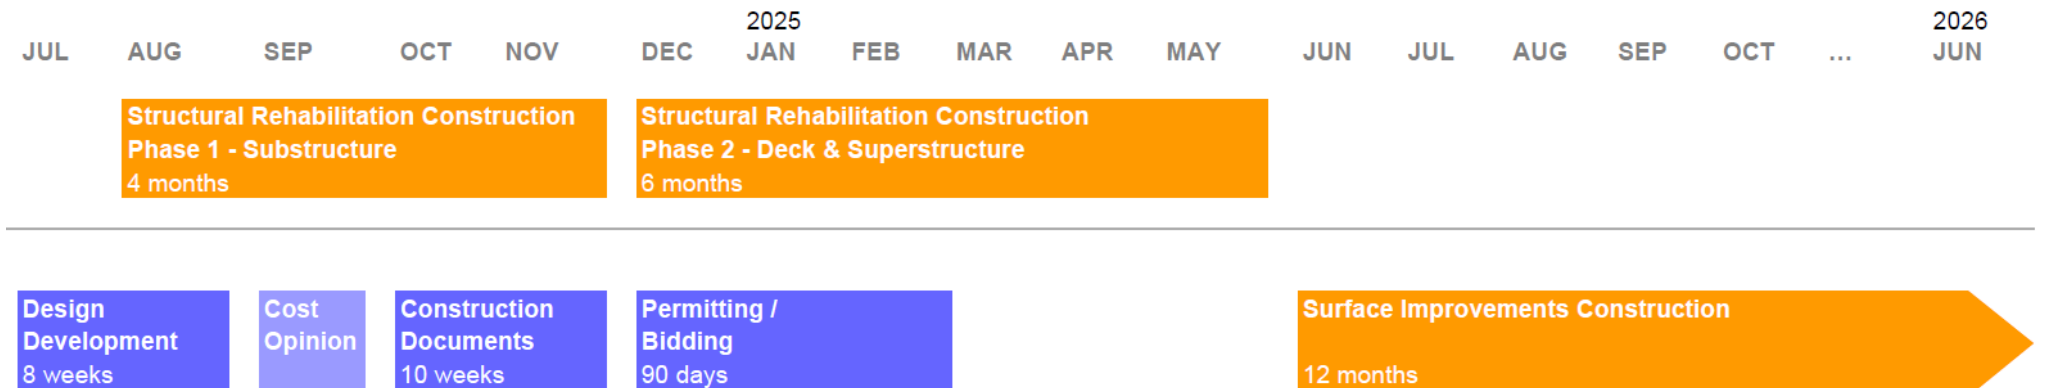 2025 2026
JUL AUG SEP OCT NOV DEC JAN FEB MAR APR MAY JUN JUL AUG SEP OCT ... JUN
Structural Rehabilitation Construction
Phase 1 - Substructure
4 months
Structural Rehabilitation Construction
Phase 2 - Deck & Superstructure
6 months
Design
Development
8 weeks
Cost
Opinion
Construction
Documents
10 weeks
Permitting /
Bidding
90 days
Surface Improvements Construction
12 months